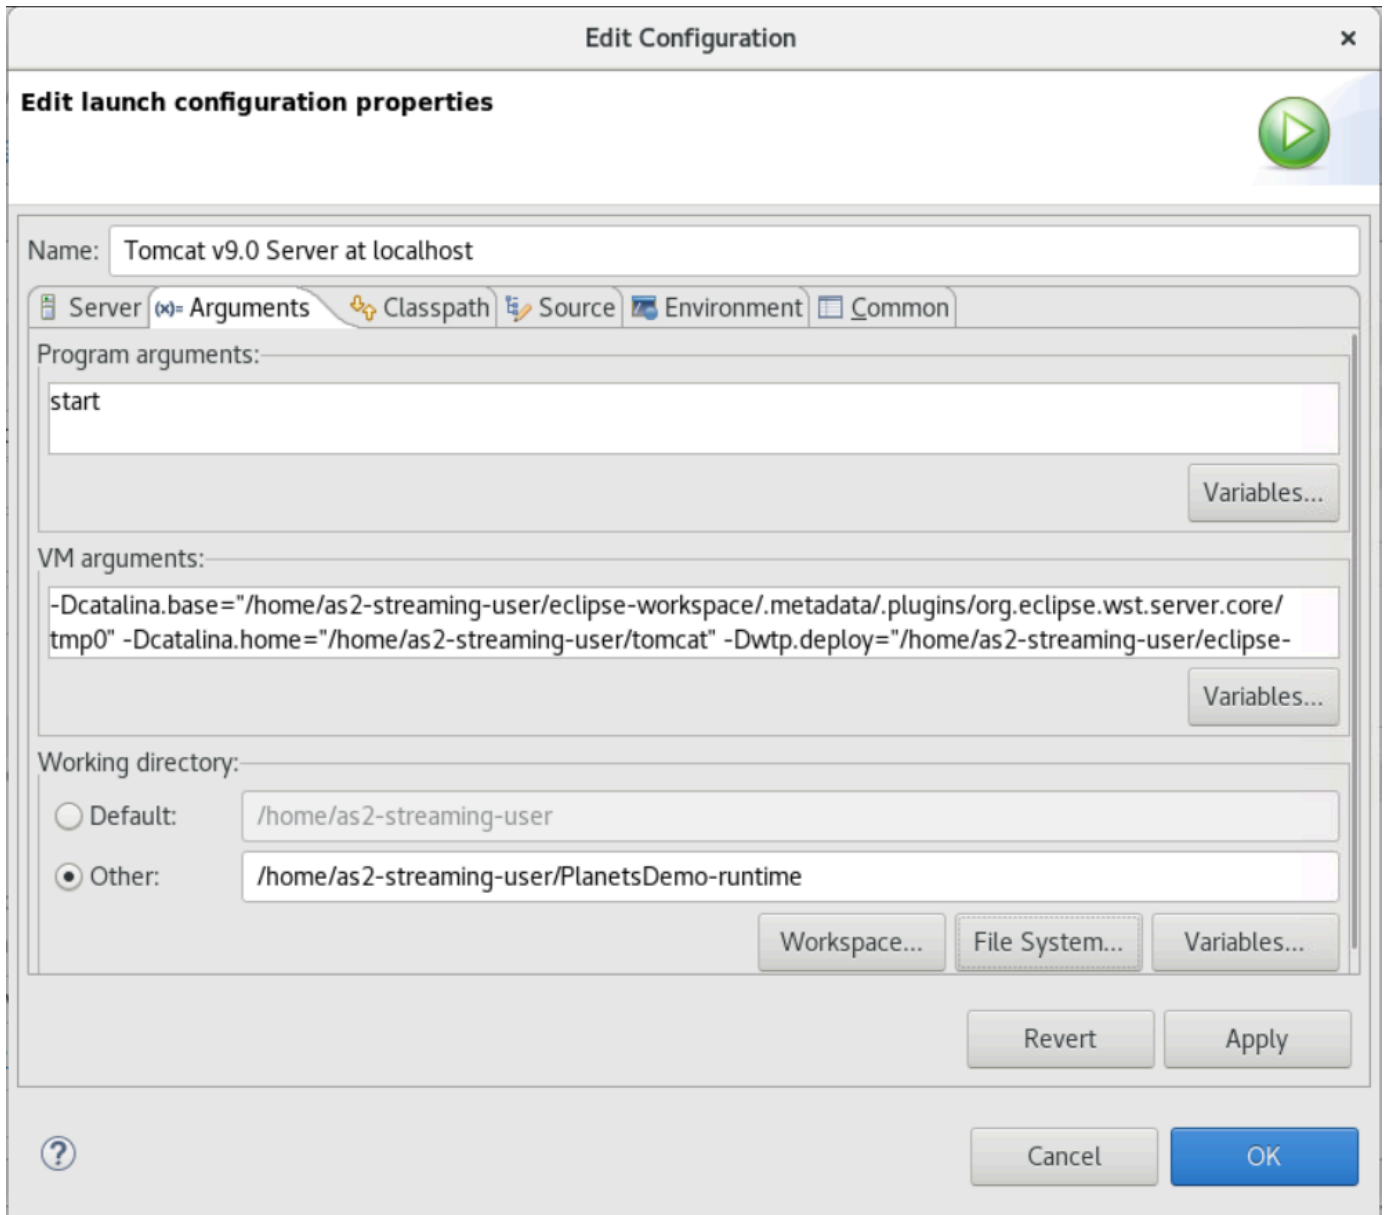 Edit Configuration
Edit launch configuration properties
Name: Tomcat v9.0 Server at localhost
Server (x)= Arguments Classpath Source Environment Common
Program arguments:
start
Variables...
VM arguments:
-Dcatalina.base="/home/as2-streaming-user/eclipse-workspace/.metadata/.plugins/org.eclipse.wst.server.core/
tmp0" -Dcatalina.home="/home/as2-streaming-user/tomcat" -Dwtp.deploy="/home/as2-streaming-user/eclipse-
Variables...
Working directory:
Default: /home/as2-streaming-user
Other: /home/as2-streaming-user/PlanetsDemo-runtime
Workspace... File System... Variables...
Revert Apply
Cancel OK